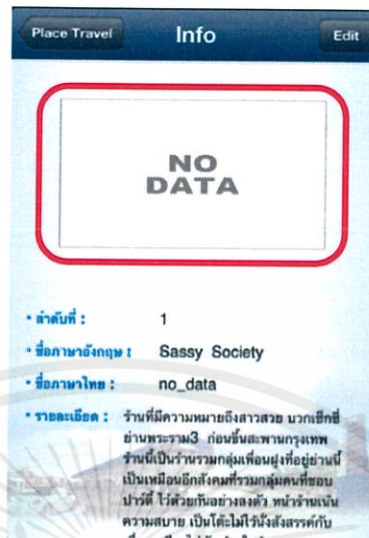 Place Travel Info Edit
NO
DATA
• ลำดับที่ : 1
• ชื่อภาษาอังกฤษ : Sassy Society
• ชื่อภาษาไทย : no_data
• รายละเอียด : ร้านที่มีความหมายถึงสาวสวย บวกเซ็กซี่
ย่านพระราม3 ก่อนขึ้นสะพานกรุงเทพ
ร้านนี้เป็นร้านรวมกลุ่มเพื่อนฝูงที่อยู่ย่านนี้
เป็นเหมือนอีกสังคมที่รวมกลุ่มคนที่ชอบ
ปาร์ตี้ ไว้ด้วยกันอย่างลงตัว หน้าร้านเน้น
ความสบาย เป็นโต๊ะไม้ไว้นั่งสังสรรค์กับ